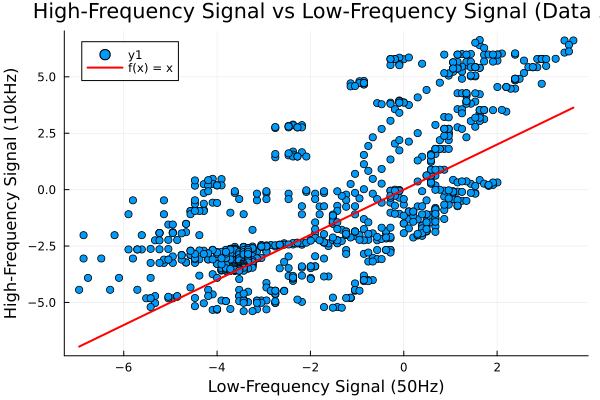 High-Frequency Signal vs Low-Frequency Signal (Data
y1
f(x) = x
High-Frequency Signal (10kHz)
5.0
2.5
0.0
−2.5
−5.0
−6
−4
−2
0
2
Low-Frequency Signal (50Hz)